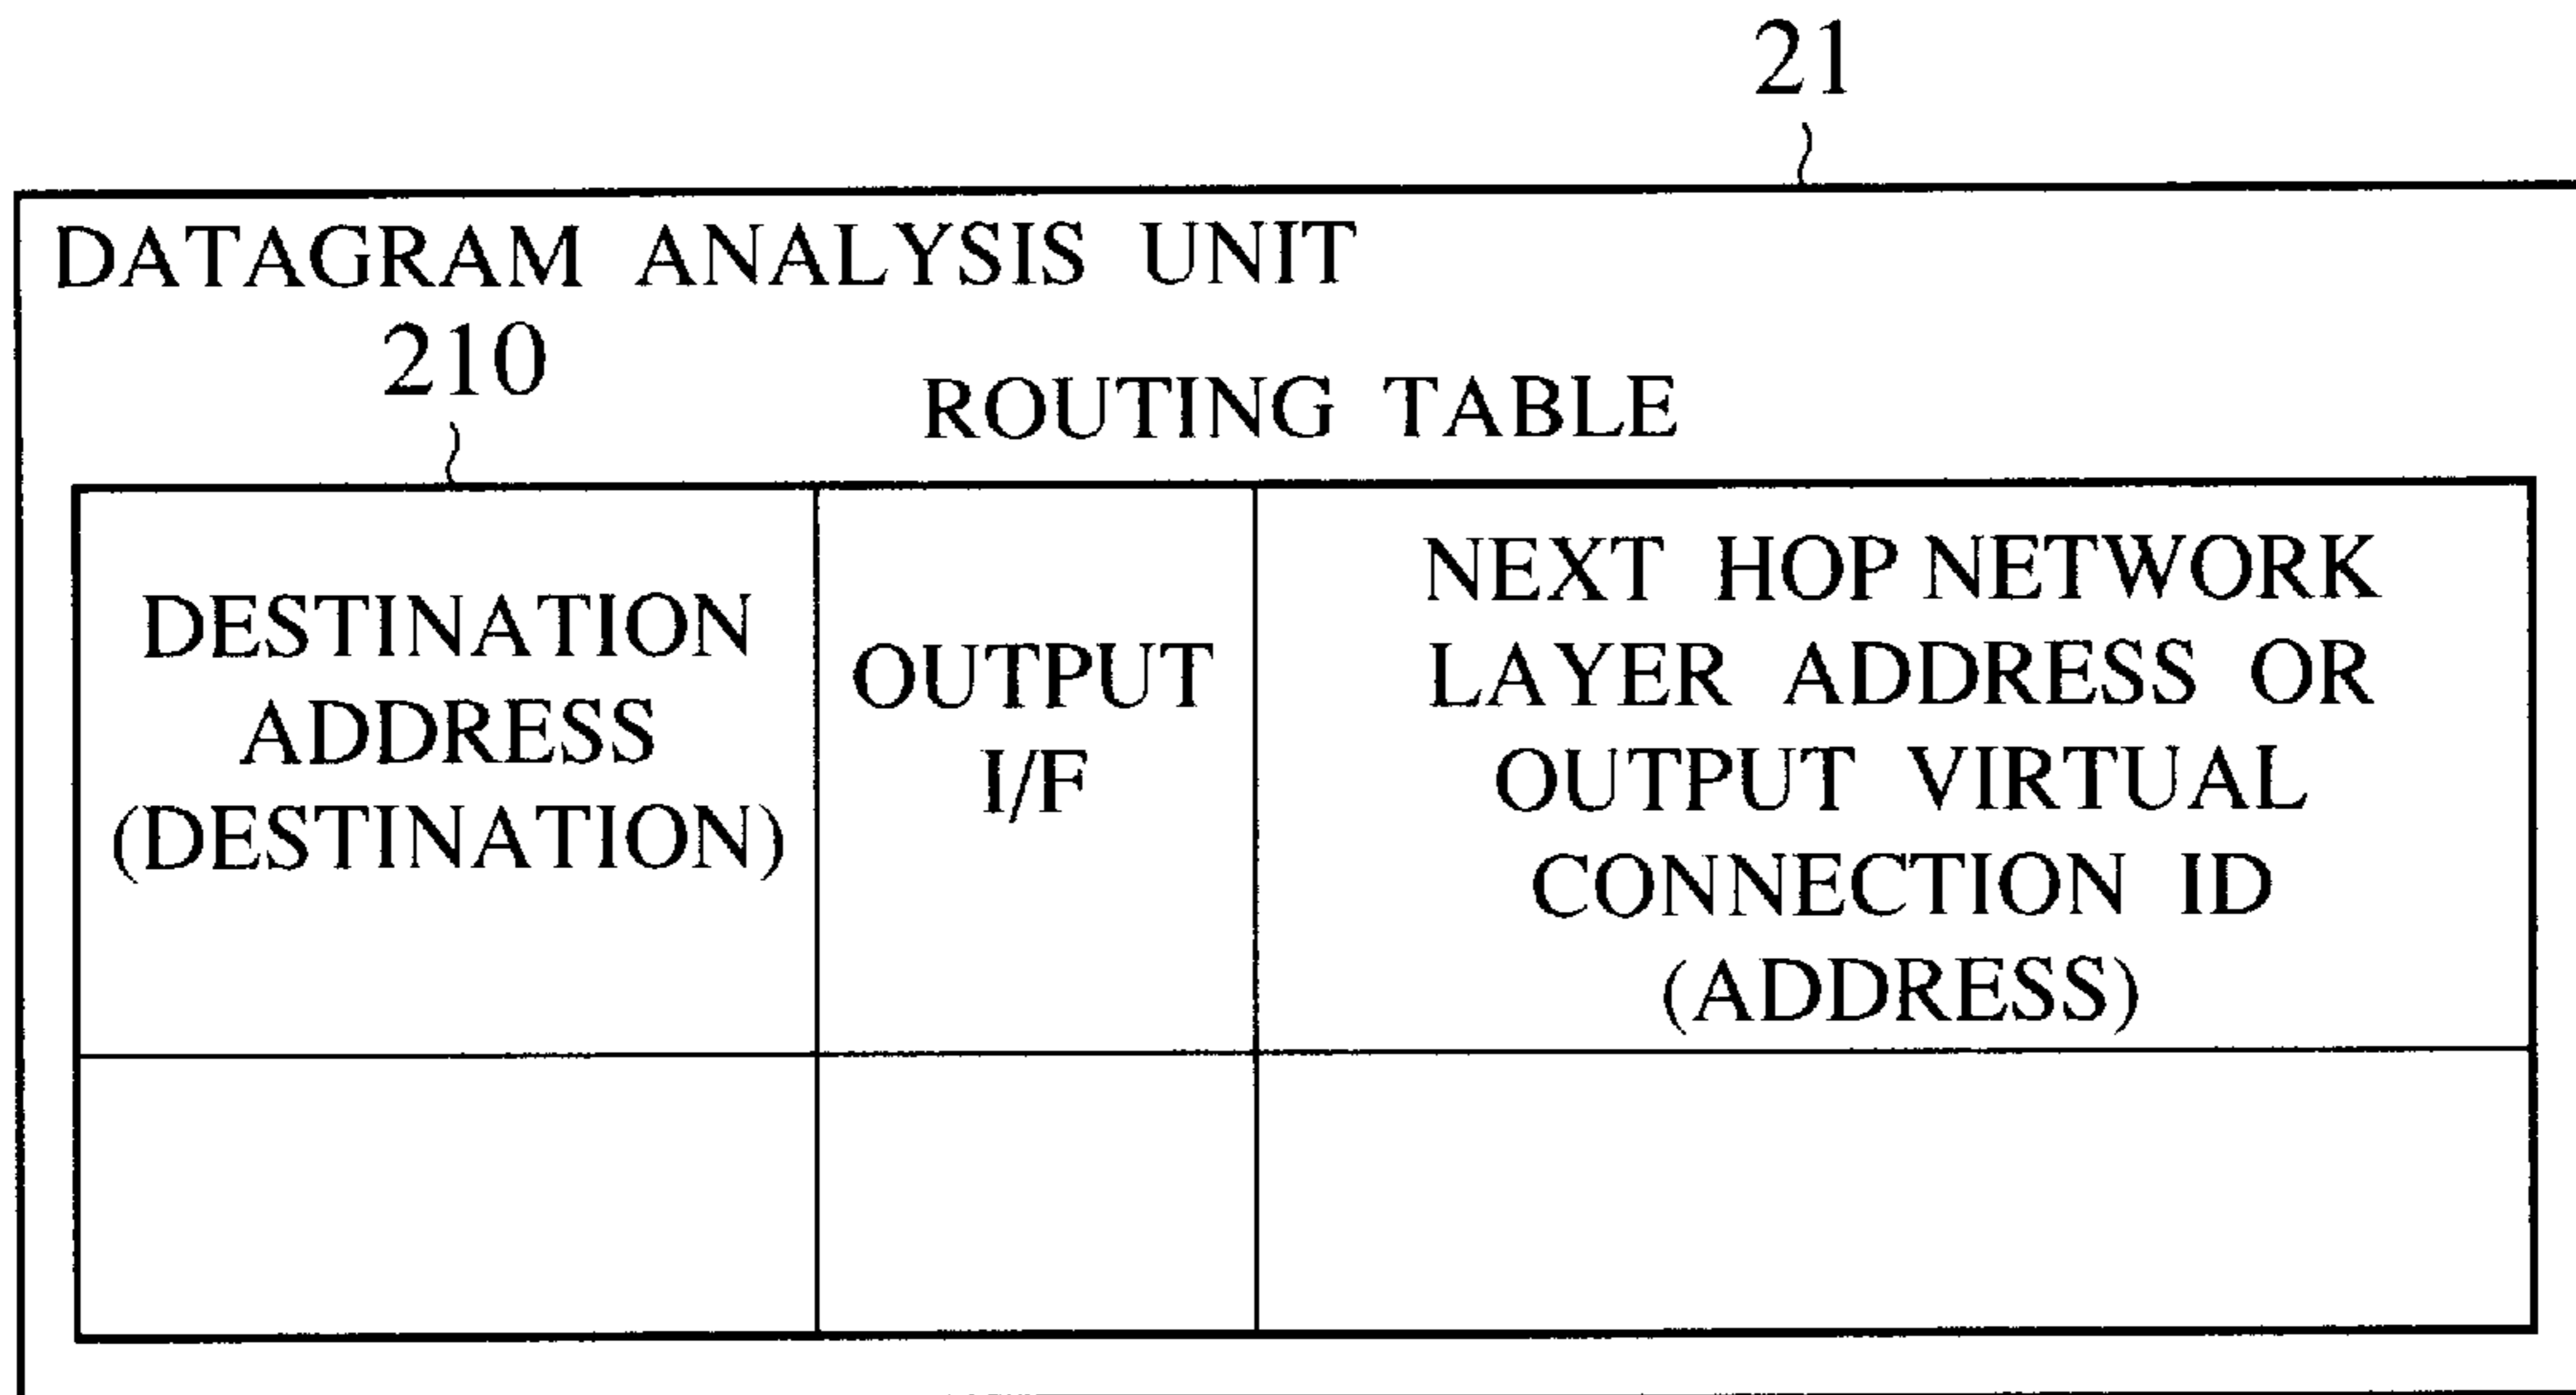 21
DATAGRAM ANALYSIS UNIT
210
ROUTING TABLE
DESTINATION
ADDRESS
(DESTINATION)
OUTPUT
I/F
NEXT HOP NETWORK
LAYER ADDRESS OR
OUTPUT VIRTUAL
CONNECTION ID
(ADDRESS)